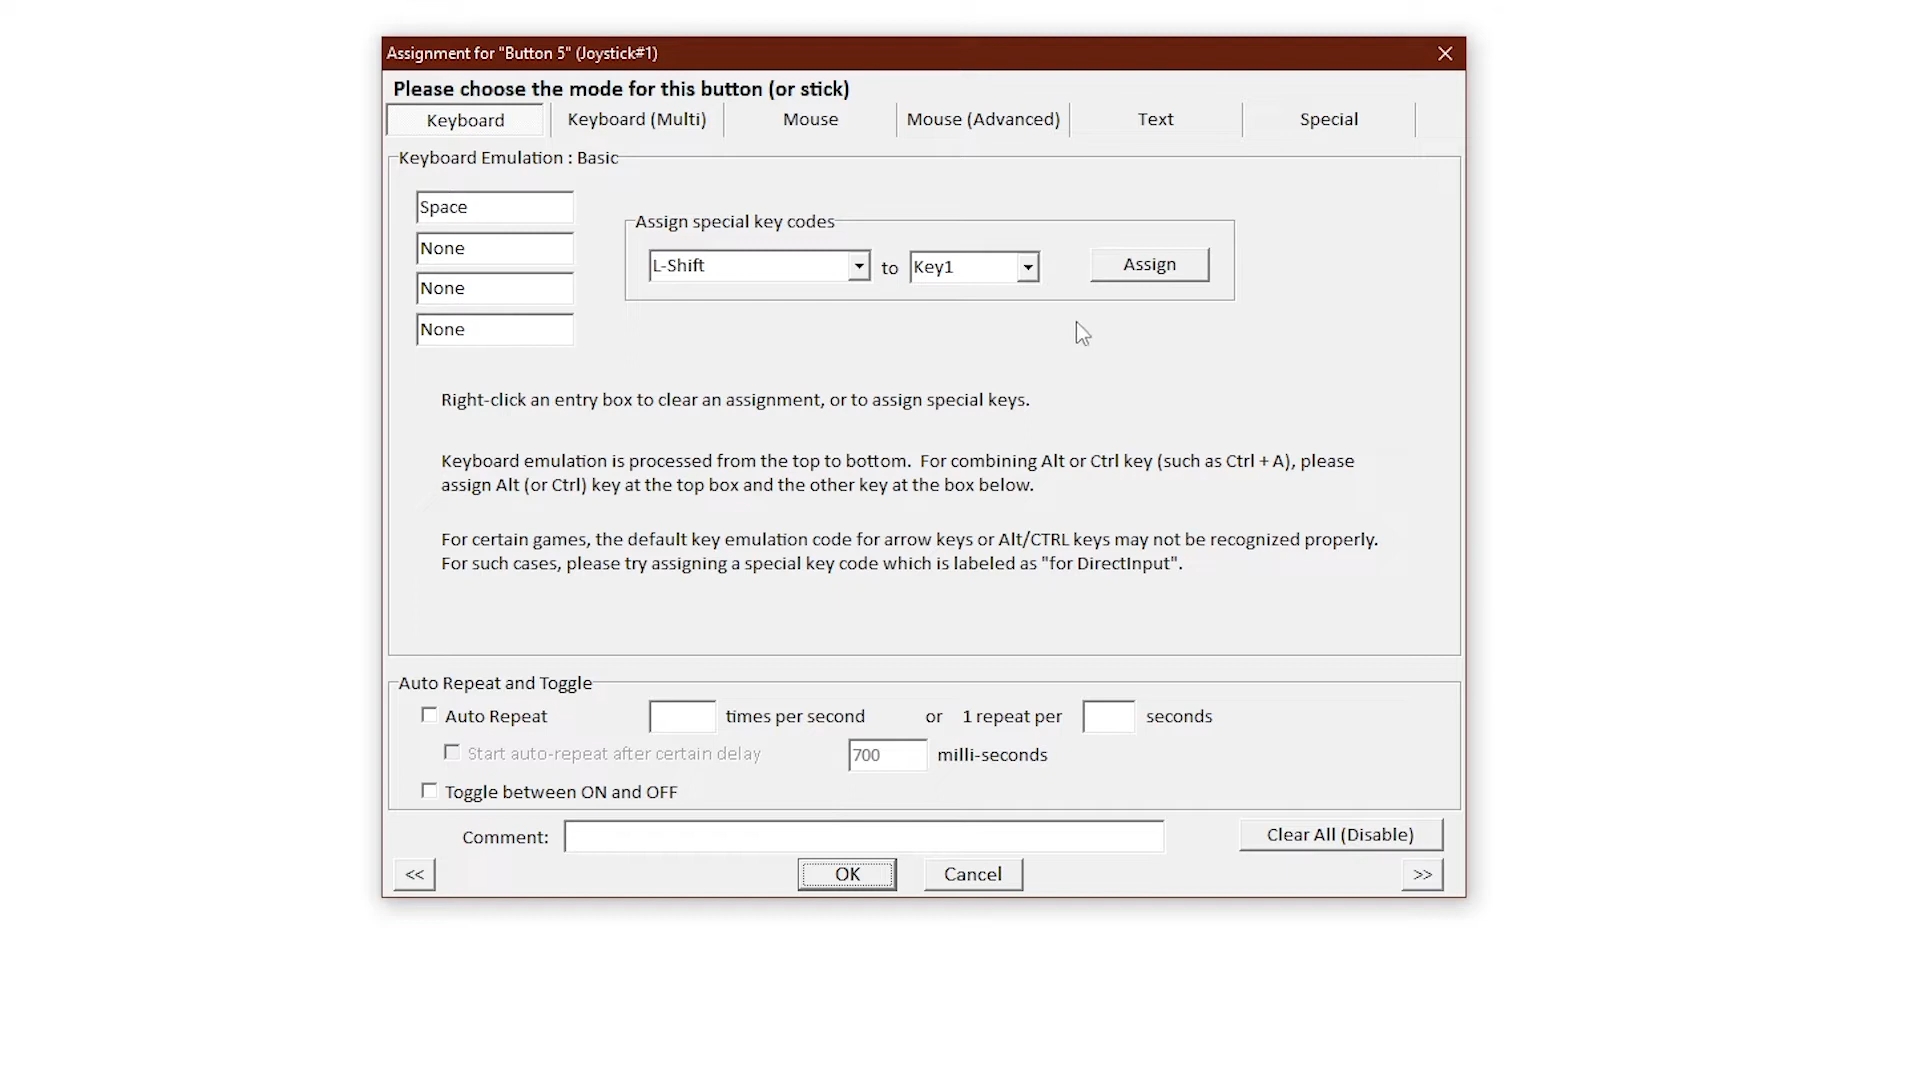 Assignment for "Button 5" (Joystick#1)
Please choose the mode for this button (or stick)
Keyboard
Keyboard (Multi)
Mouse
Mouse (Advanced)
Text
Special
Keyboard Emulation : Basic
Space
None
None
None
Assign special key codes
L-Shift
to
Key1
Assign
Right-click an entry box to clear an assignment, or to assign special keys.
Keyboard emulation is processed from the top to bottom. For combining Alt or Ctrl key (such as Ctrl + A), please
assign Alt (or Ctrl) key at the top box and the other key at the box below.
For certain games, the default key emulation code for arrow keys or Alt/CTRL keys may not be recognized properly.
For such cases, please try assigning a special key code which is labeled as "for DirectInput".
Auto Repeat and Toggle
Auto Repeat
times per second
or
1 repeat per
seconds
Start auto-repeat after certain delay
700
milli-seconds
Toggle between ON and OFF
Comment:
Clear All (Disable)
<<
OK
Cancel
>>